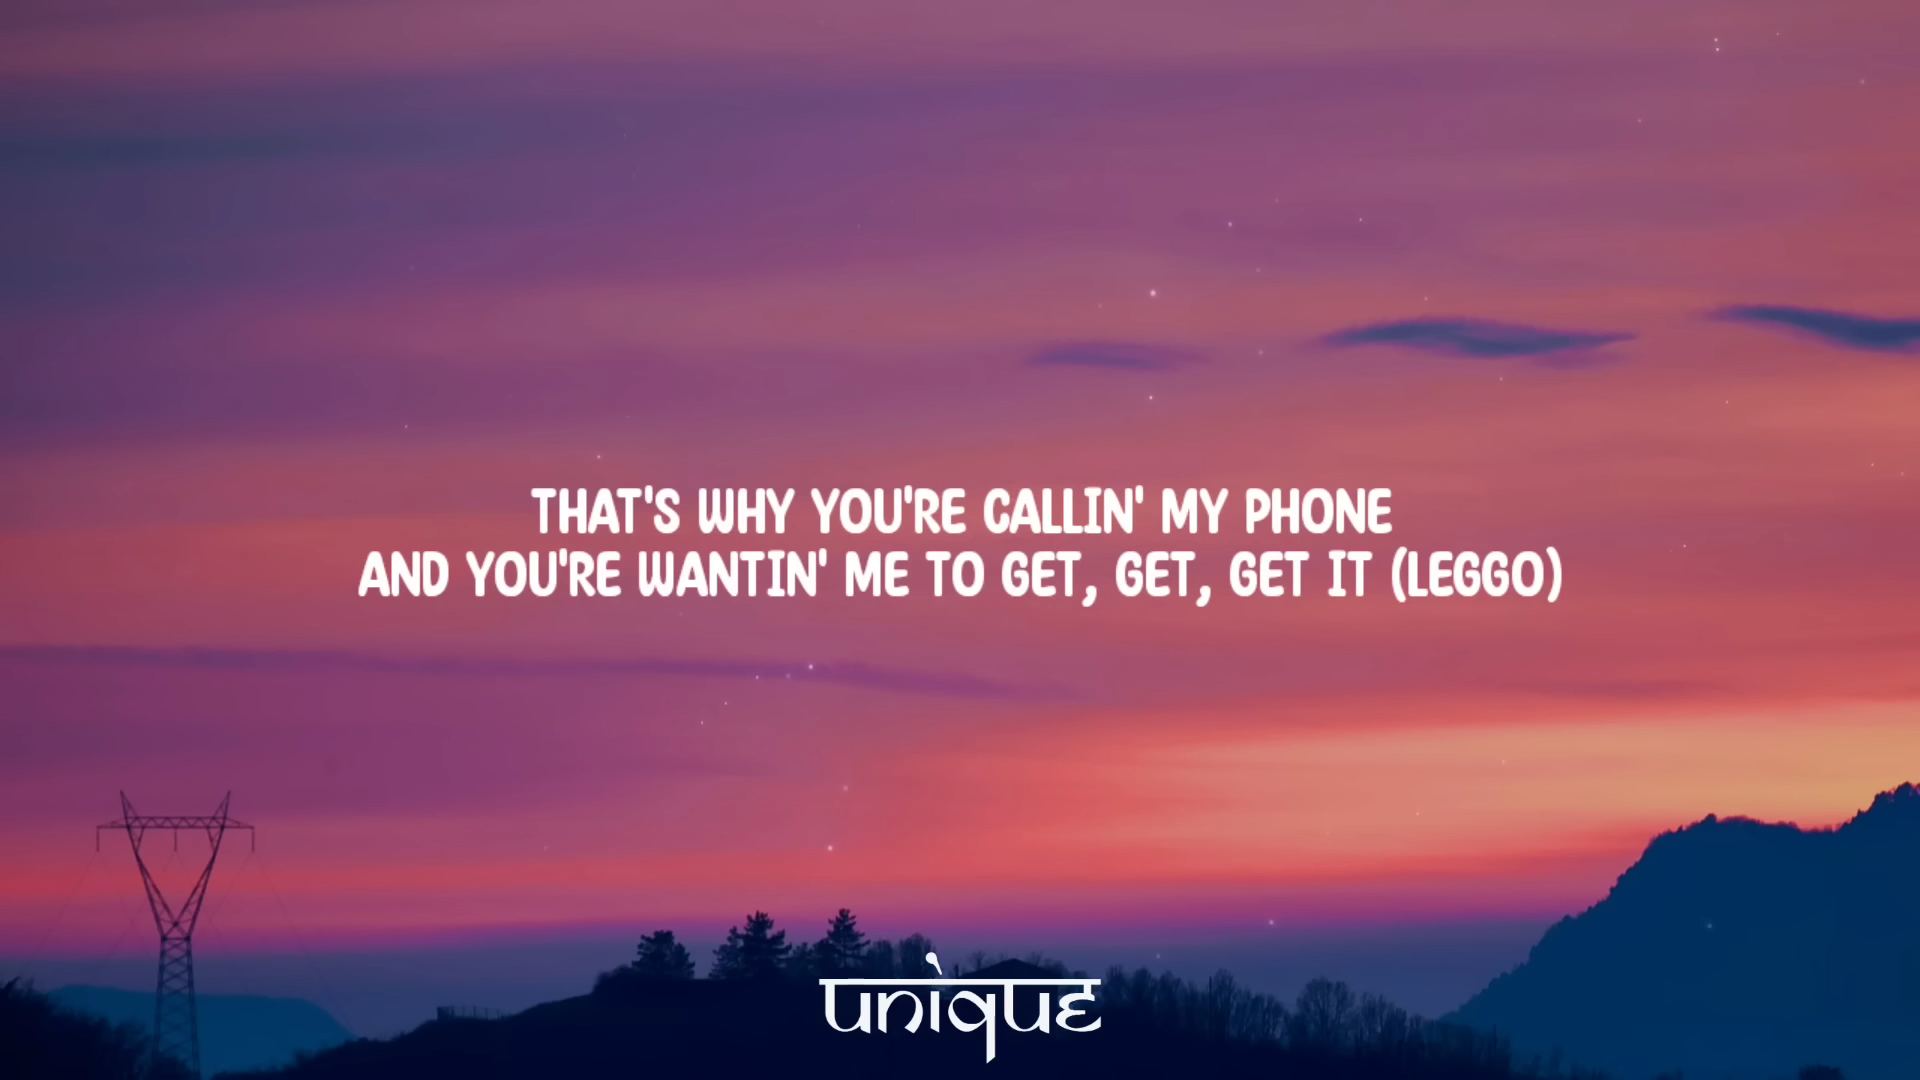 THAT'S WHY YOU'RE CALLIN' MY PHONE
AND YOU'RE WANTIN' ME TO GET, GET, GET IT (LEGGO)
unique